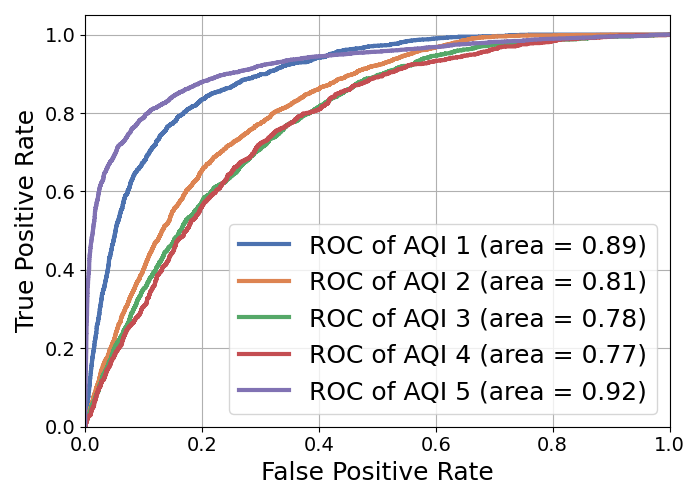 1.0
0.8
0.6
0.4
0.2
0.0
True Positive Rate
ROC of AQI 1 (area = 0.89)
ROC of AQI 2 (area = 0.81)
ROC of AQI 3 (area = 0.78)
ROC of AQI 4 (area = 0.77)
ROC of AQI 5 (area = 0.92)
0.0 0.2 0.4 0.6 0.8 1.0
False Positive Rate